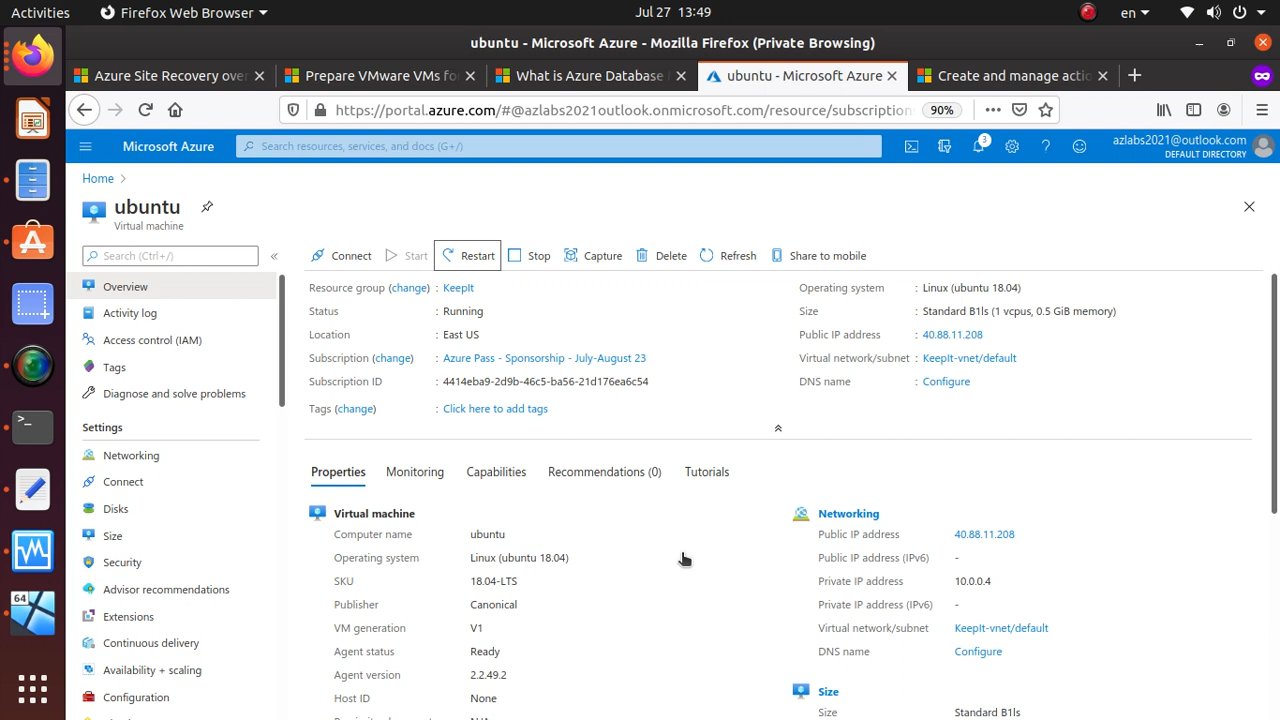 Activities
Firefox Web Browser
Jul 27 13:49
en
ubuntu - Microsoft Azure - Mozilla Firefox (Private Browsing)
Azure Site Recovery over
Prepare VMware VMs for
What is Azure Database
ubuntu - Microsoft Azure
Create and manage actio
https://portal.azure.com/#@azlabs2021outlook.onmicrosoft.com/resource/subscription
90%
Microsoft Azure
Search resources, services, and docs (G+/)
3
azlabs2021@outlook.com
DEFAULT DIRECTORY
Home >
ubuntu
Virtual machine
Search (Ctrl+/)
«
Connect
Start
Restart
Stop
Capture
Delete
Refresh
Share to mobile
Overview
Activity log
Access control (IAM)
Tags
Diagnose and solve problems
Settings
Networking
Connect
Disks
Size
Security
Advisor recommendations
Extensions
Continuous delivery
Availability + scaling
Configuration
Resource group (change) : KeepIt
Status : Running
Location : East US
Subscription (change) : Azure Pass - Sponsorship - July-August 23
Subscription ID : 4414eba9-2d9b-46c5-ba56-21d176ea6c54
Tags (change) : Click here to add tags
Operating system : Linux (ubuntu 18.04)
Size : Standard B1ls (1 vcpus, 0.5 GiB memory)
Public IP address : 40.88.11.208
Virtual network/subnet : KeepIt-vnet/default
DNS name : Configure
Properties
Monitoring
Capabilities
Recommendations (0)
Tutorials
Virtual machine
Computer name ubuntu
Operating system Linux (ubuntu 18.04)
SKU 18.04-LTS
Publisher Canonical
VM generation V1
Agent status Ready
Agent version 2.2.49.2
Host ID None
Networking
Public IP address 40.88.11.208
Public IP address (IPv6) -
Private IP address 10.0.0.4
Private IP address (IPv6) -
Virtual network/subnet KeepIt-vnet/default
DNS name Configure
Size
Size Standard B1ls
64